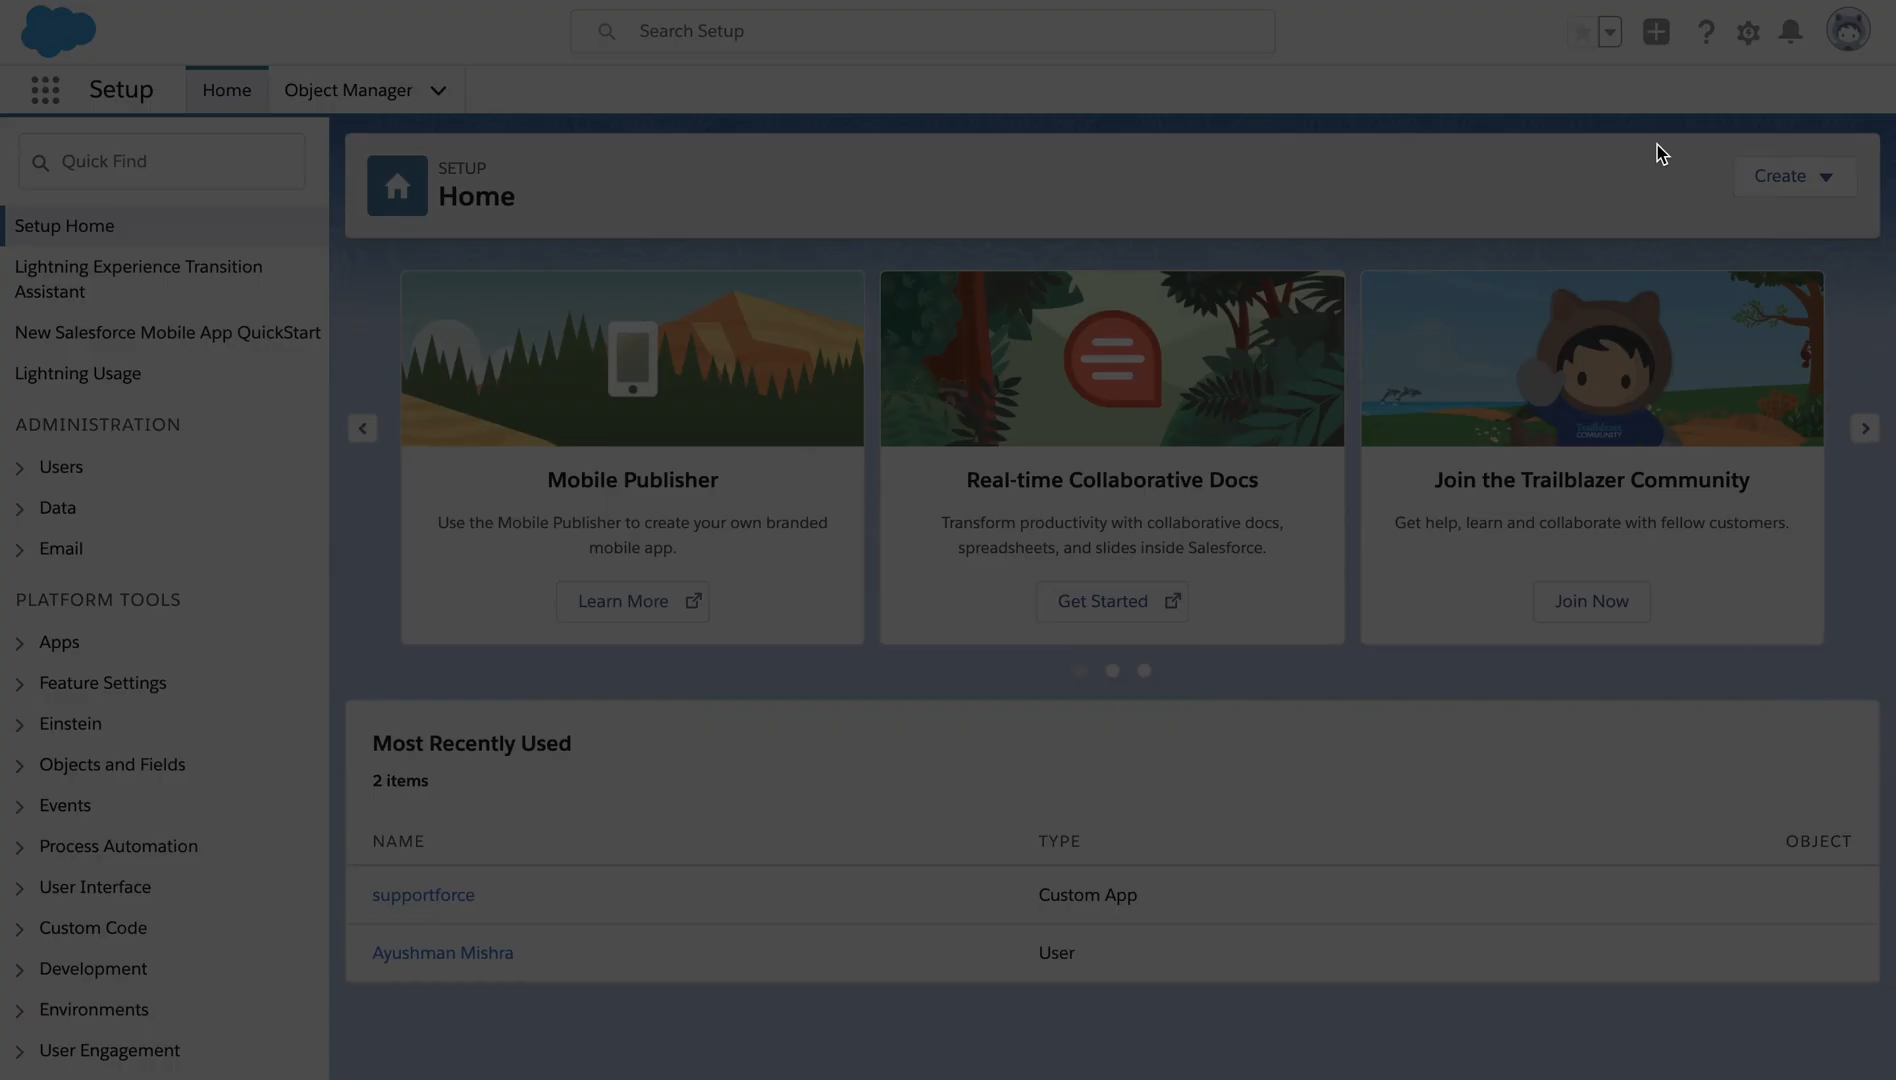 Search Setup
Setup
Home
Object Manager
Quick Find
Setup Home
Lightning Experience Transition
Assistant
New Salesforce Mobile App QuickStart
Lightning Usage
ADMINISTRATION
Users
Data
Email
PLATFORM TOOLS
Apps
Feature Settings
Einstein
Objects and Fields
Events
Process Automation
User Interface
Custom Code
Development
Environments
User Engagement
SETUP
Home
Create
Mobile Publisher
Use the Mobile Publisher to create your own branded
mobile app.
Learn More
Real-time Collaborative Docs
Transform productivity with collaborative docs,
spreadsheets, and slides inside Salesforce.
Get Started
Trailblazer
COMMUNITY
Join the Trailblazer Community
Get help, learn and collaborate with fellow customers.
Join Now
Most Recently Used
2 items
NAME TYPE OBJECT
supportforce Custom App
Ayushman Mishra User